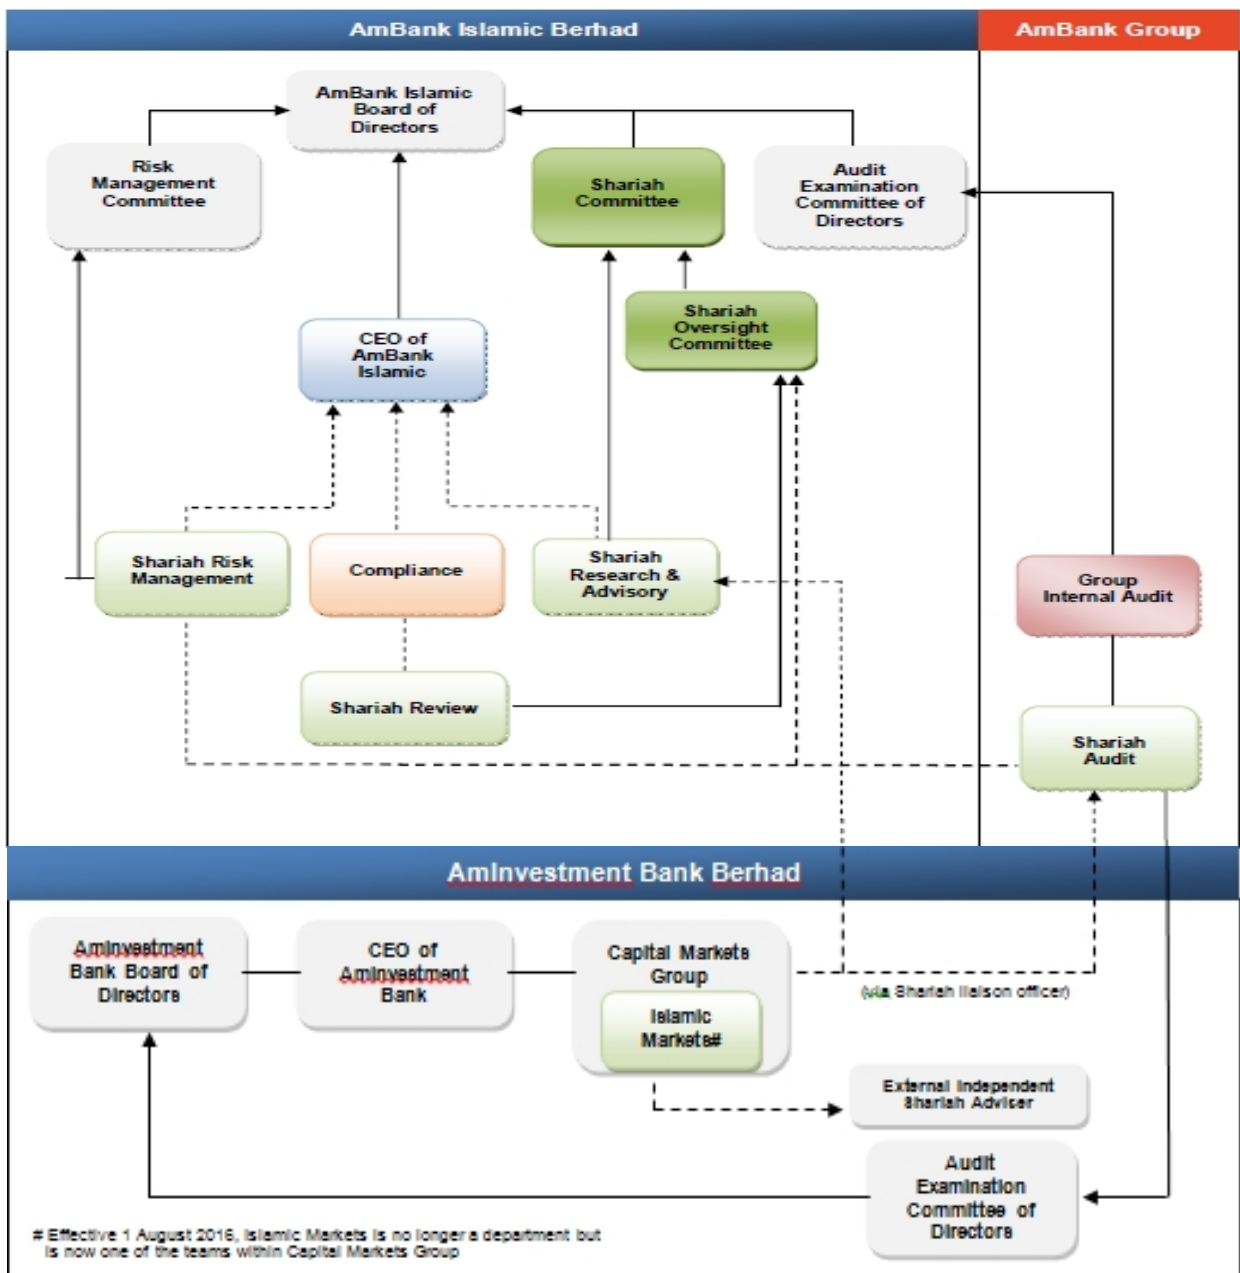 AmBank Islamic Berhad
AmBank Group
AmBank Islamic
Board of
Directors
Risk
Management
Committee
Shariah
Committee
Audit
Examination
Committee of
Directors
Shariah
Oversight
Committee
CEO of
AmBank
Islamic
Shariah Risk
Management
Compliance
Shariah
Research &
Advisory
Group
Internal Audit
Shariah Review
Shariah
Audit
AmInvestment Bank Berhad
AmInvestment
Bank Board of
Directors
CEO of
AmInvestment
Bank
Capital Markets
Group
Islamic
Markets#
(via Shariah liaison officer)
External Independent
Shariah Adviser
Audit
Examination
Committee of
Directors
# Effective 1 August 2016, Islamic Markets is no longer a department but
is now one of the teams within Capital Markets Group